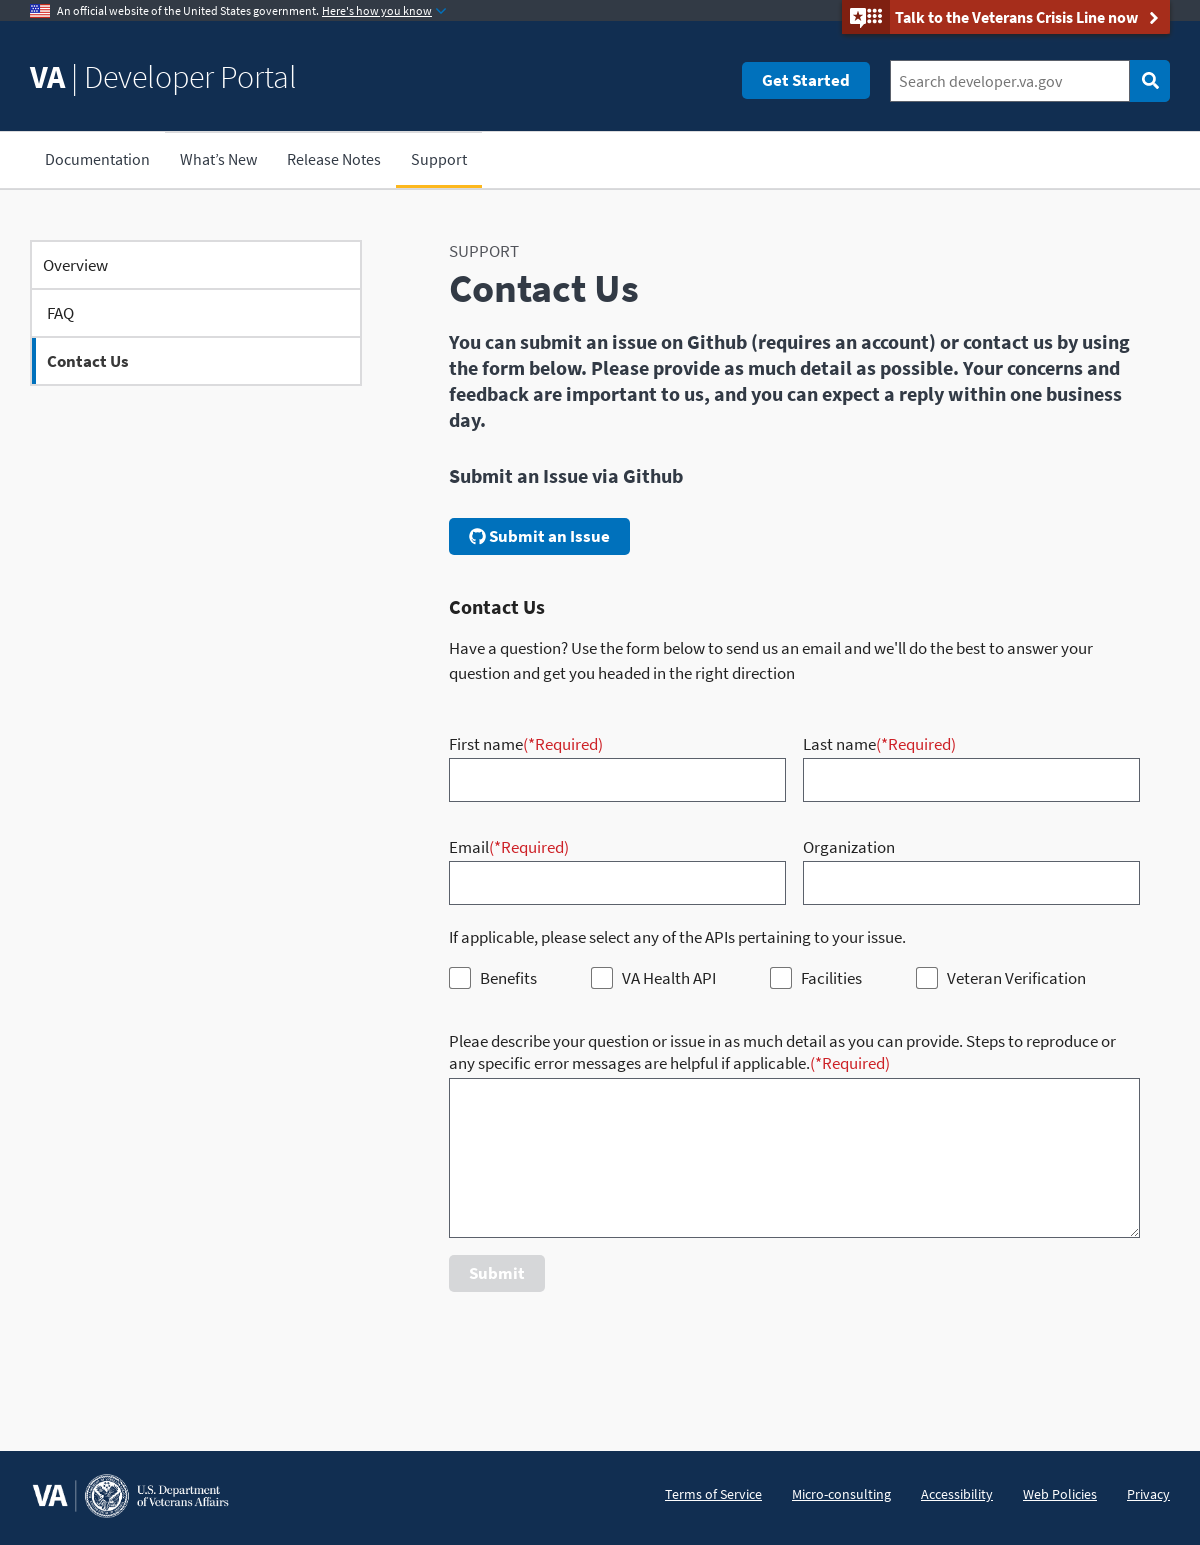 An official website of the United States government. Here's how you know
Talk to the Veterans Crisis Line now
VA | Developer Portal
Get Started
Search developer.va.gov
Documentation
What's New
Release Notes
Support
Overview
FAQ
Contact Us
SUPPORT
Contact Us
You can submit an issue on Github (requires an account) or contact us by using
the form below. Please provide as much detail as possible. Your concerns and
feedback are important to us, and you can expect a reply within one business
day.
Submit an Issue via Github
Submit an Issue
Contact Us
Have a question? Use the form below to send us an email and we'll do the best to answer your
question and get you headed in the right direction
First name(*Required)
Last name(*Required)
Email(*Required)
Organization
If applicable, please select any of the APIs pertaining to your issue.
Benefits
VA Health API
Facilities
Veteran Verification
Pleae describe your question or issue in as much detail as you can provide. Steps to reproduce or
any specific error messages are helpful if applicable.(*Required)
Submit
VA
U.S. Department
of Veterans Affairs
Terms of Service
Micro-consulting
Accessibility
Web Policies
Privacy